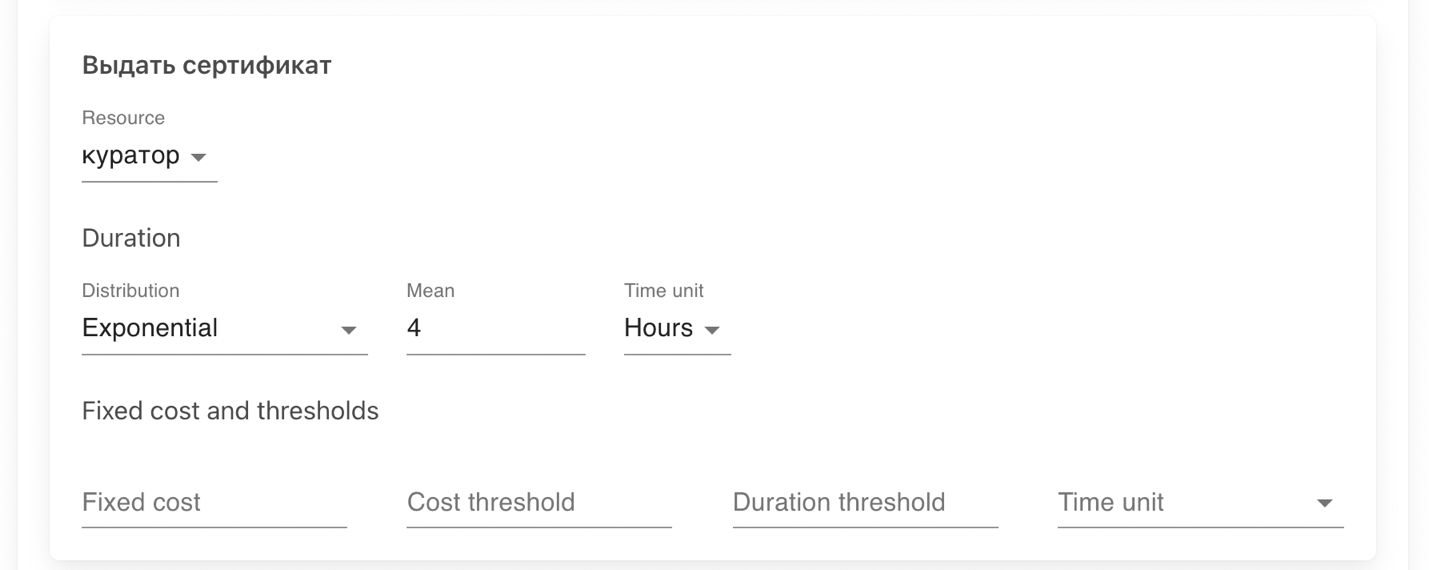 Выдать сертификат
Resource
куратор
Duration
Distribution Mean Time unit
Exponential 4 Hours
Fixed cost and thresholds
Fixed cost Cost threshold Duration threshold Time unit